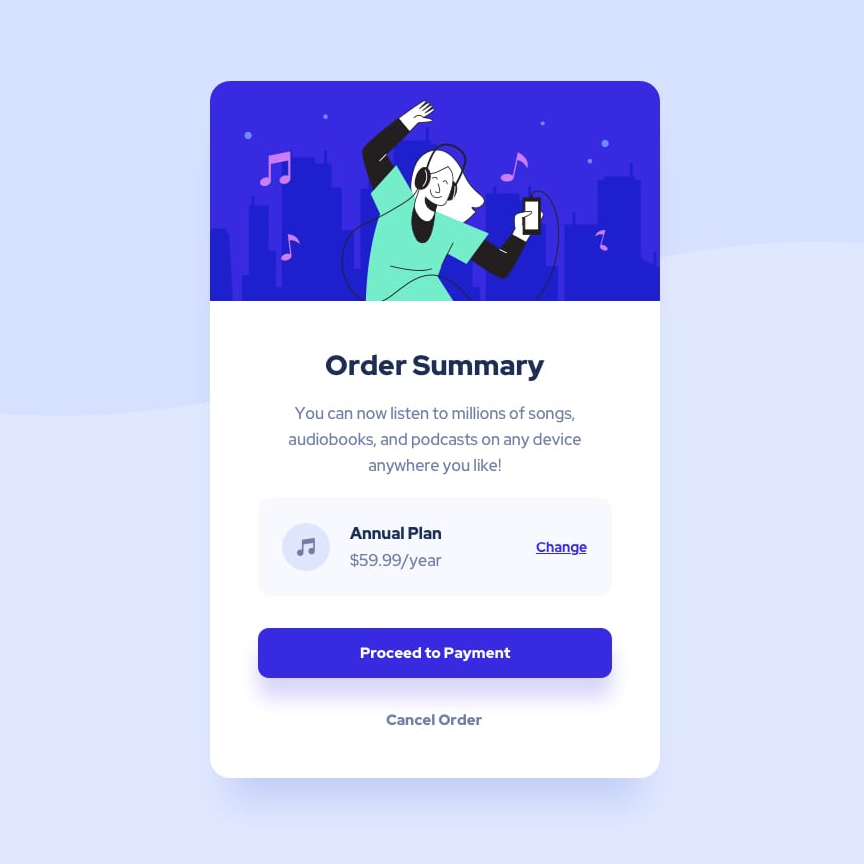 Order Summary
You can now listen to millions of songs,
audiobooks, and podcasts on any device
anywhere you like!
Annual Plan
$59.99/year
Change
Proceed to Payment
Cancel Order